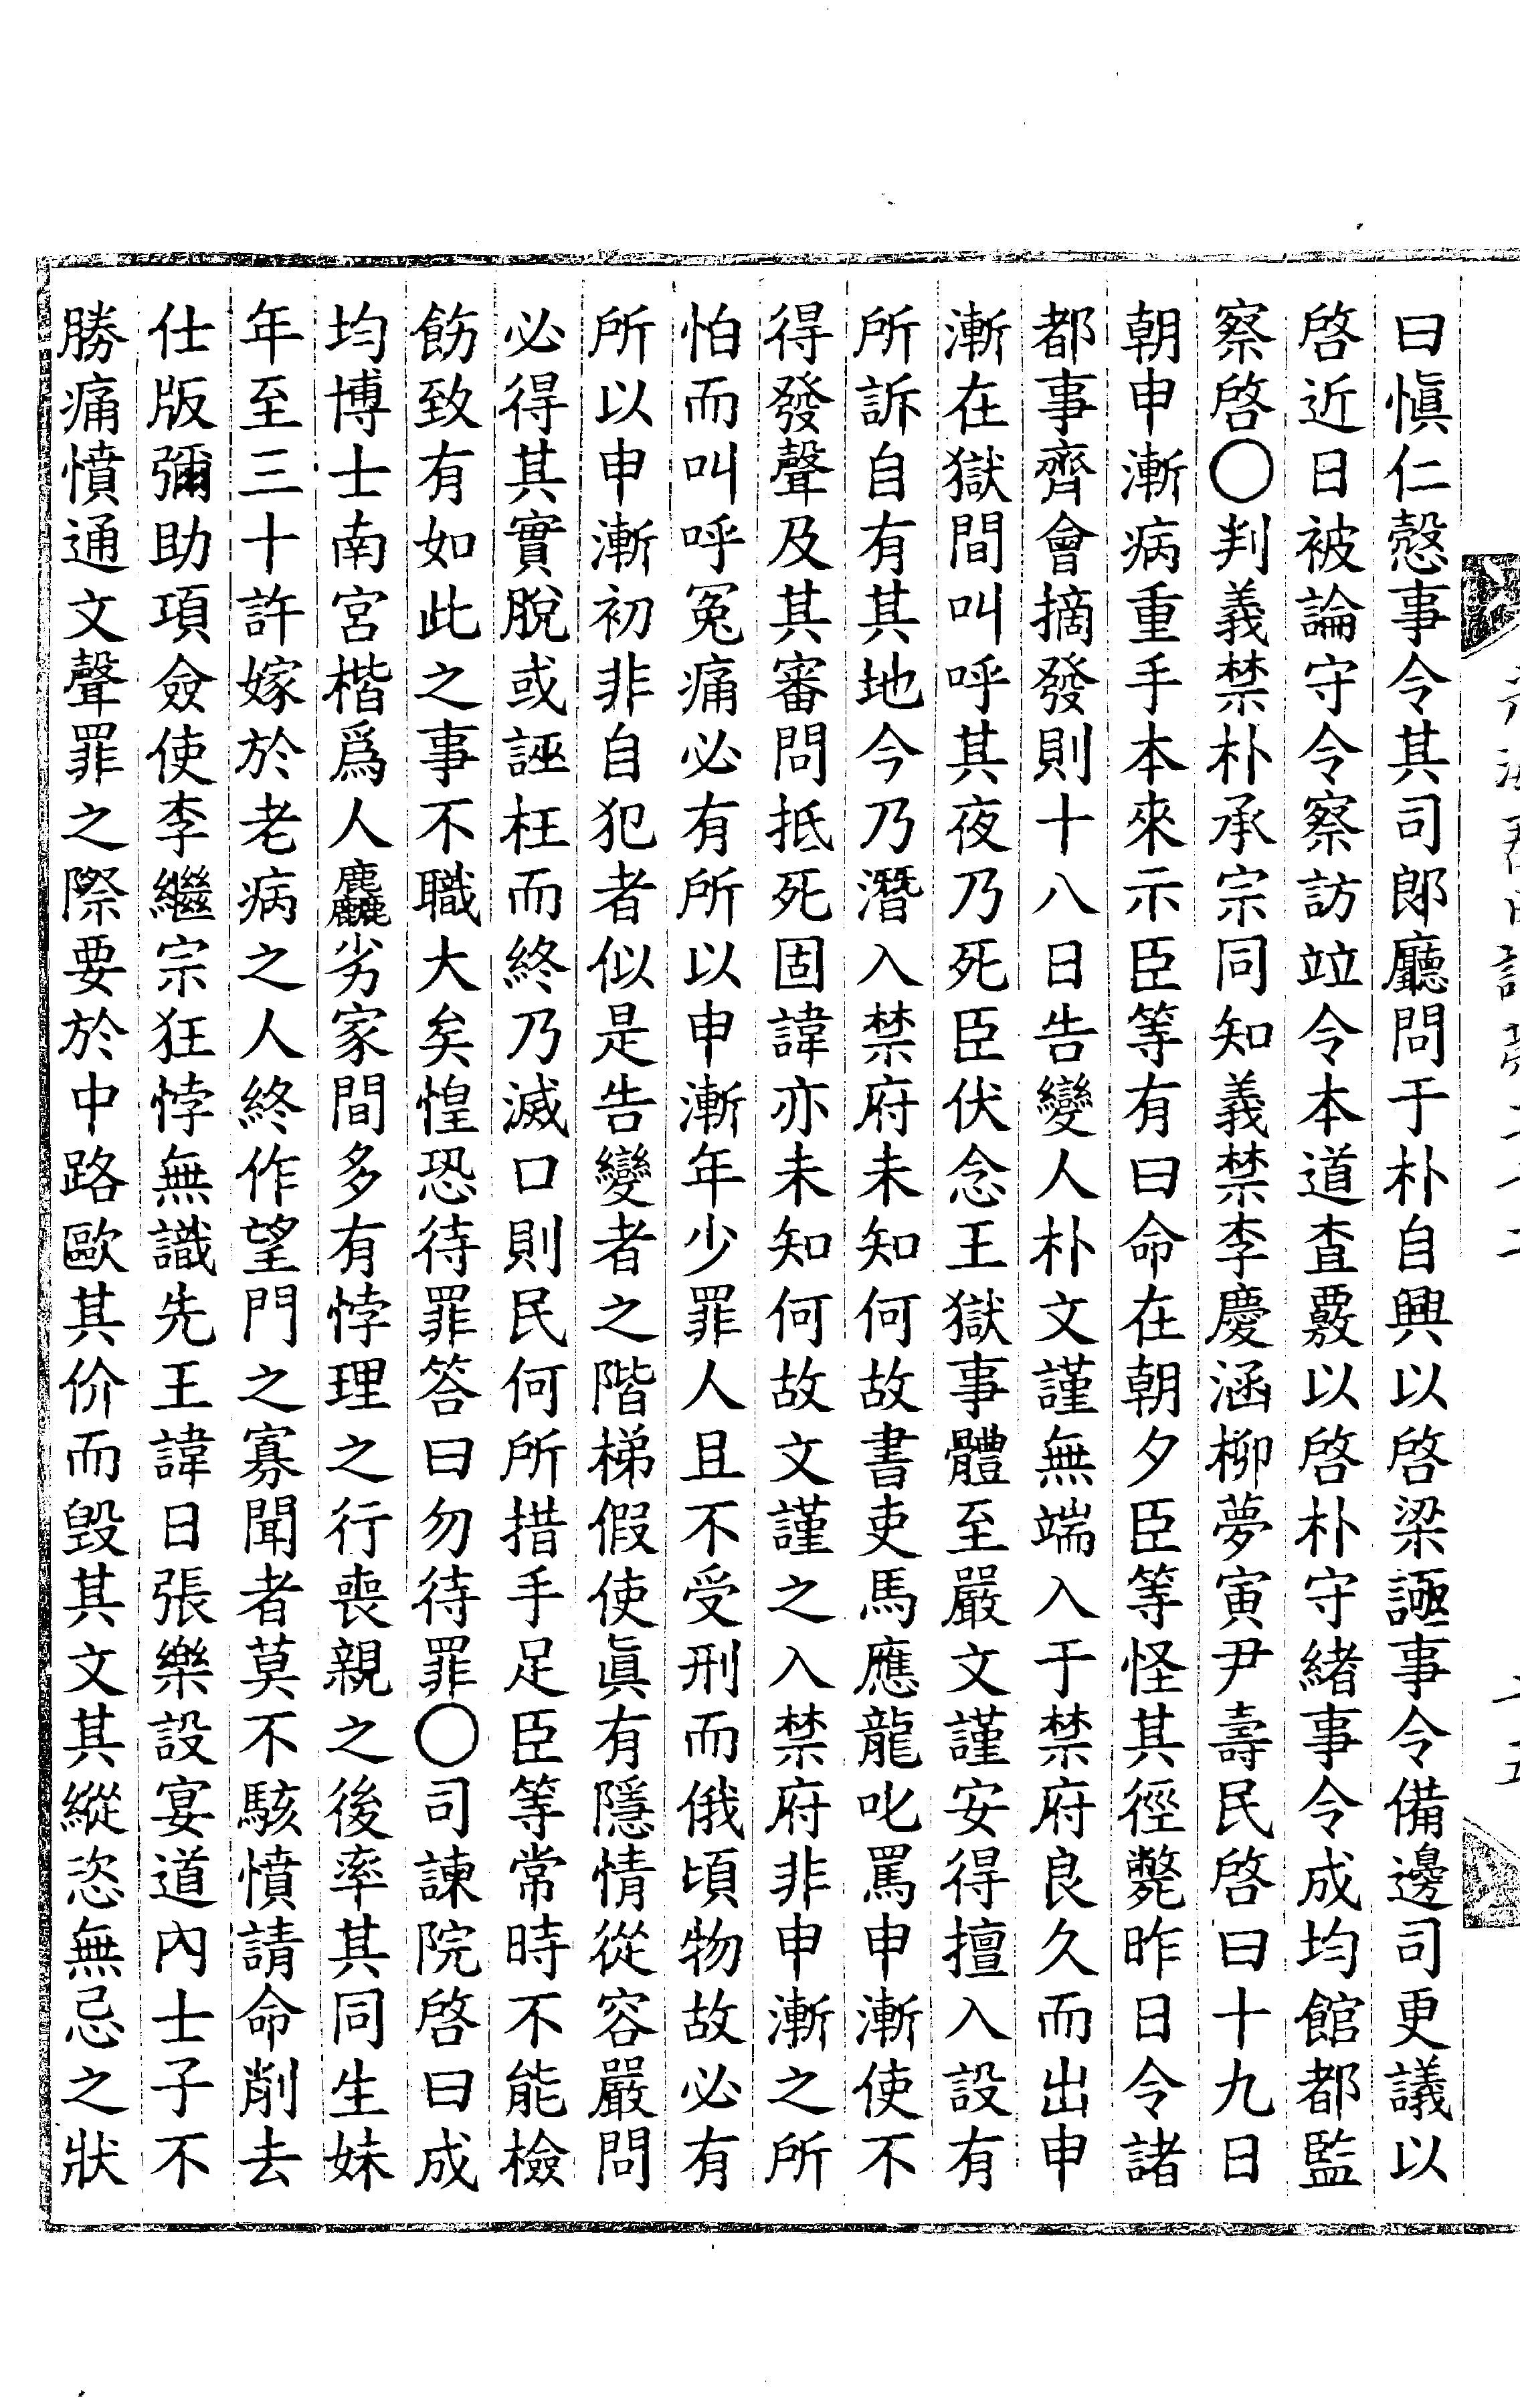 曰愼仁慤事令其司郎廳問于朴自興以啓梁誧事令備邊司更議以
啓近日被論守令察訪竝令本道査覈以啓朴守緖事令成均館都監
察啓○判義禁朴承宗同知義禁李慶涵柳夢寅尹壽民啓曰十九日
朝申漸病重手本來示臣等有曰命在朝夕臣等怪其徑斃昨日令諸
都事齊會摘發則十八日告變人朴文謹無端入于禁府良久而出申
漸在獄間叫呼其夜乃死臣伏念王獄事體至嚴文謹安得擅入設有
所訴自有其地今乃潛入禁府未知何故書吏馬應龍叱罵申漸使不
得發聲及其審問抵死固諱亦未知何故文謹之入禁府非申漸之所
怕而叫呼冤痛必有所以申漸年少罪人且不受刑而俄頃物故必有
所以申漸初非自犯者似是告變者之階梯假使眞有隱情從容嚴問
必得其實脫或誣枉而終乃滅口則民何所措手足臣等常時不能檢
飭致有如此之事不職大矣惶恐待罪答曰勿待罪○司諫院啓曰成
均博士南宮楷爲人麤劣家間多有悖理之行喪親之後率其同生妹
年至三十許嫁於老病之人終作望門之寡聞者莫不駭憤請命削去
仕版彌助項僉使李繼宗狂悖無識先王諱日張樂設宴道內士子不
勝痛憤通文聲罪之際要於中路歐其价而毁其文其縱恣無忌之狀